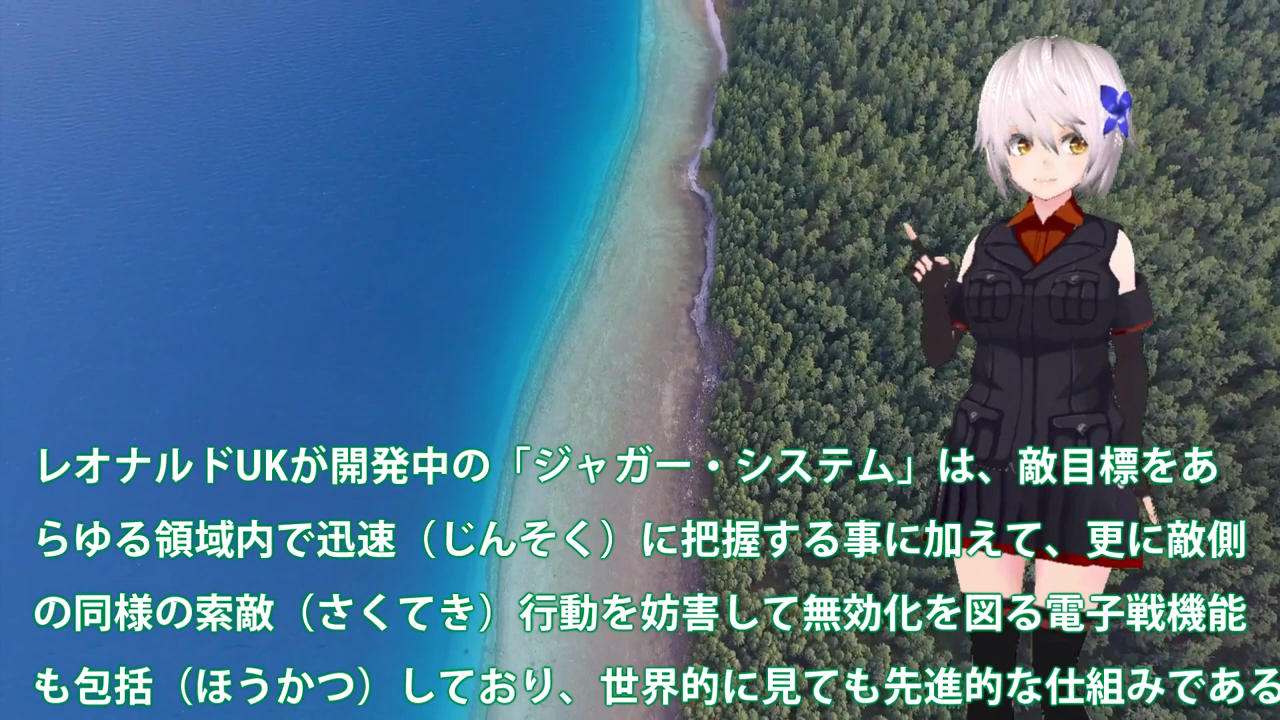 レオナルドUKが開発中の「ジャガー・システム」は、敵目標をあ
らゆる領域内で迅速（じんそく）に把握する事に加えて、更に敵側
の同様の索敵（さくてき）行動を妨害して無効化を図る電子戦機能
も包括（ほうかつ）しており、世界的に見ても先進的な仕組みである